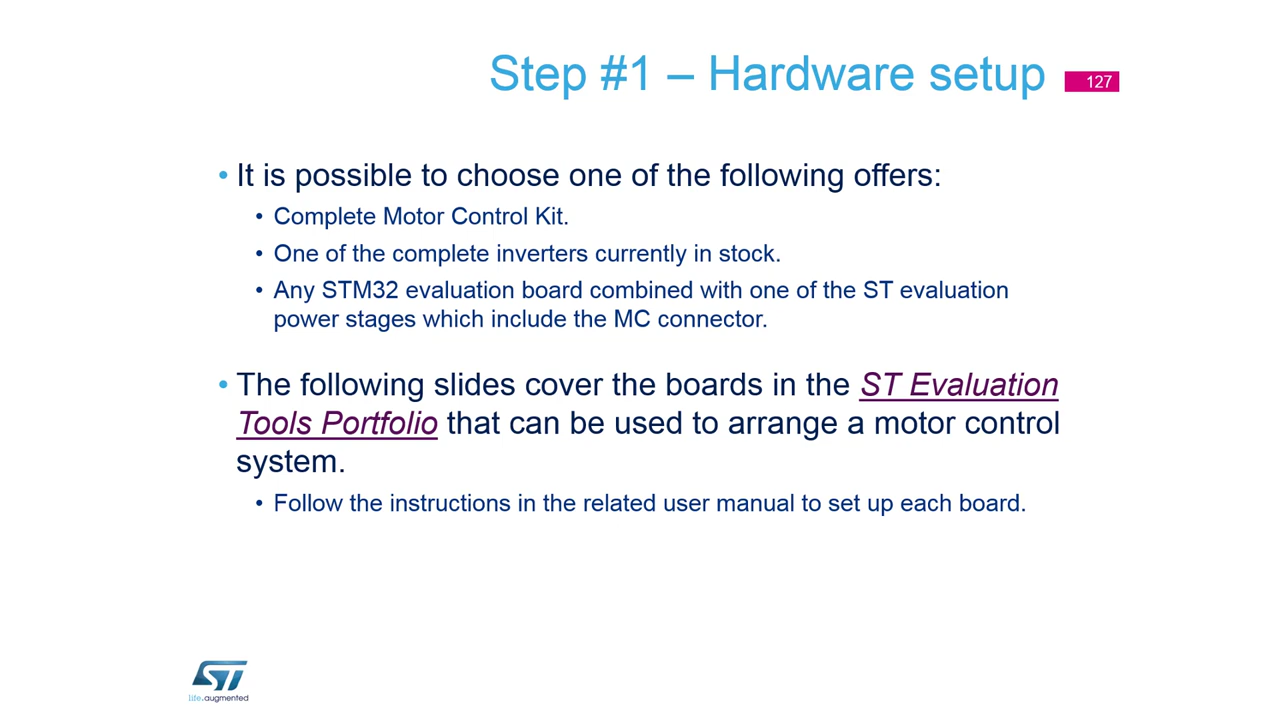 Step #1 – Hardware setup
127
• It is possible to choose one of the following offers:
• Complete Motor Control Kit.
• One of the complete inverters currently in stock.
• Any STM32 evaluation board combined with one of the ST evaluation
power stages which include the MC connector.
• The following slides cover the boards in the ST Evaluation
Tools Portfolio that can be used to arrange a motor control
system.
• Follow the instructions in the related user manual to set up each board.
ST
life.augmented